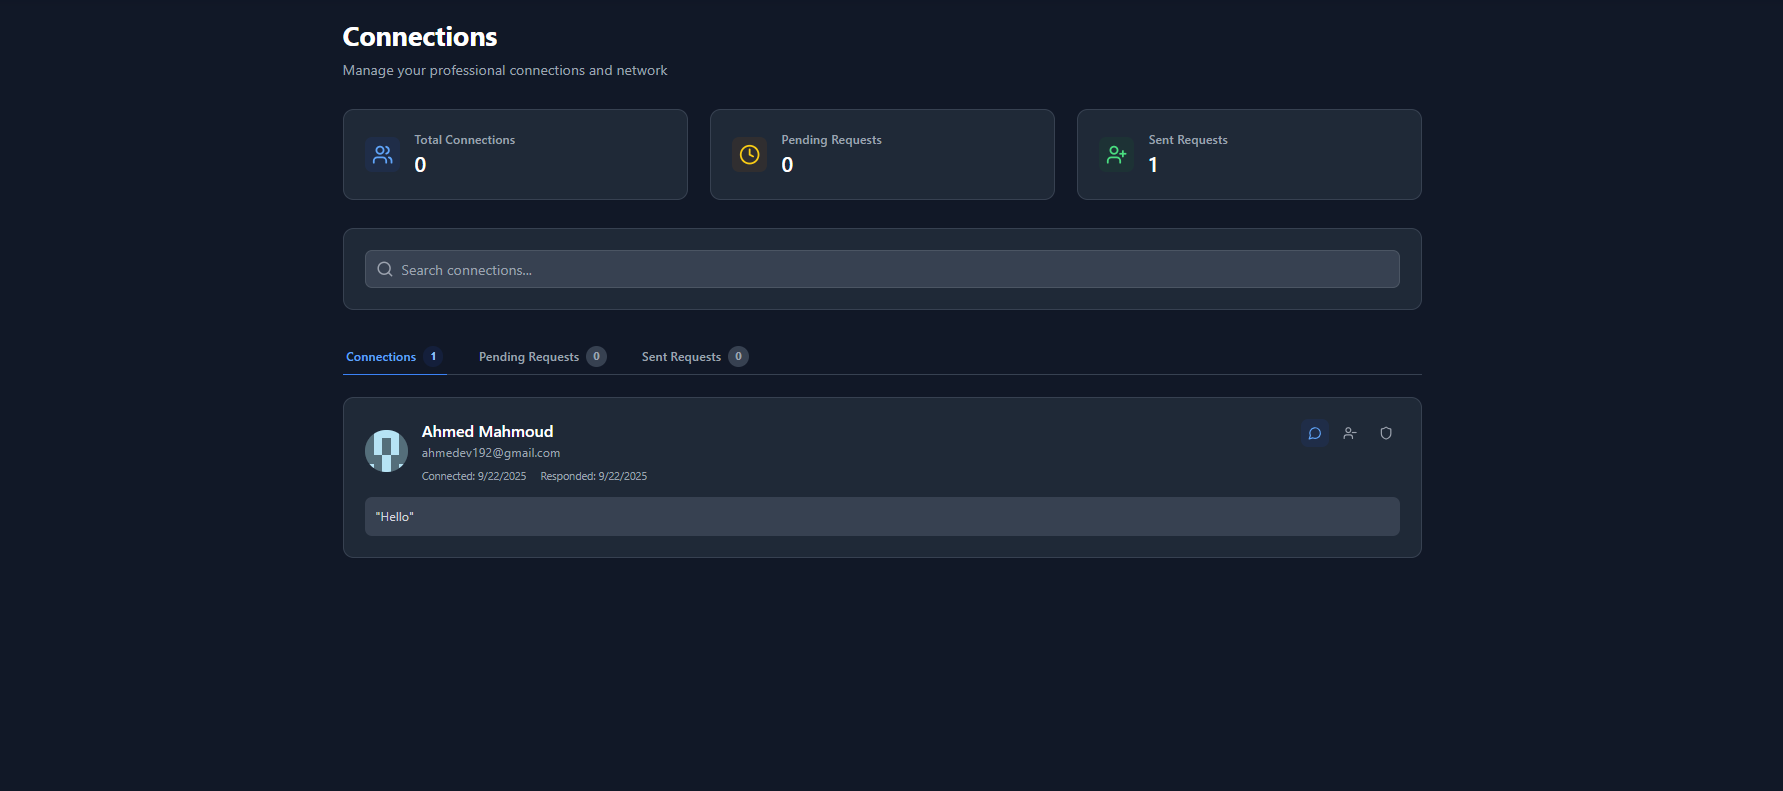 Connections
Manage your professional connections and network
Total Connections
0
Pending Requests
0
Sent Requests
1
Search connections...
Connections 1 Pending Requests 0 Sent Requests 0
Ahmed Mahmoud
ahmedev192@gmail.com
Connected: 9/22/2025 Responded: 9/22/2025
"Hello"